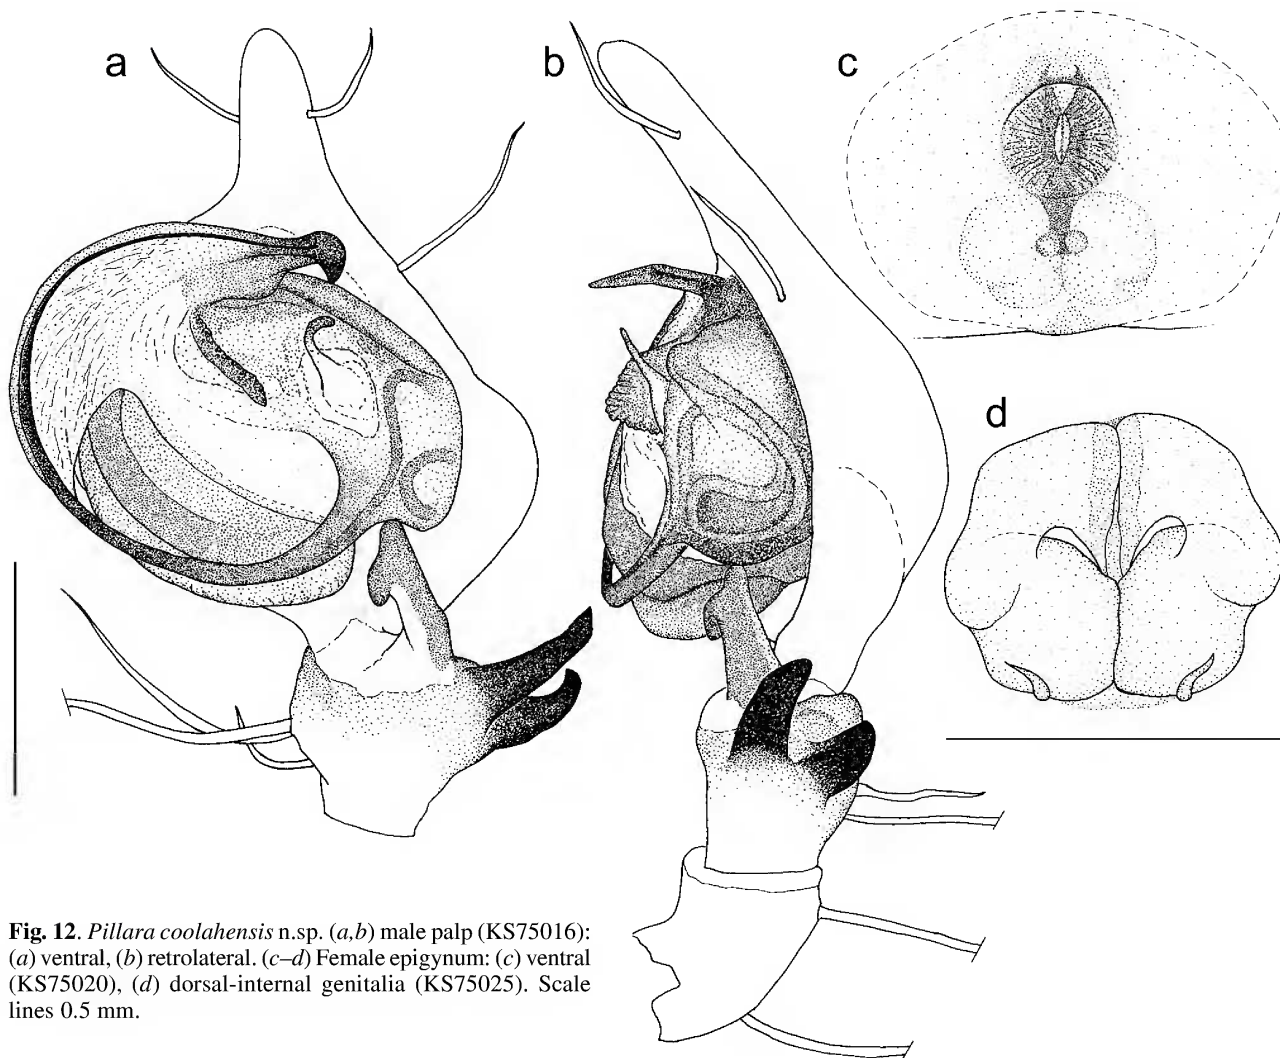 a
b
c
d
Fig. 12. Pillara coolahensis n.sp. (a,b) male palp (KS75016):
(a) ventral, (b) retrolateral. (c–d) Female epigynum: (c) ventral
(KS75020), (d) dorsal-internal genitalia (KS75025). Scale
lines 0.5 mm.